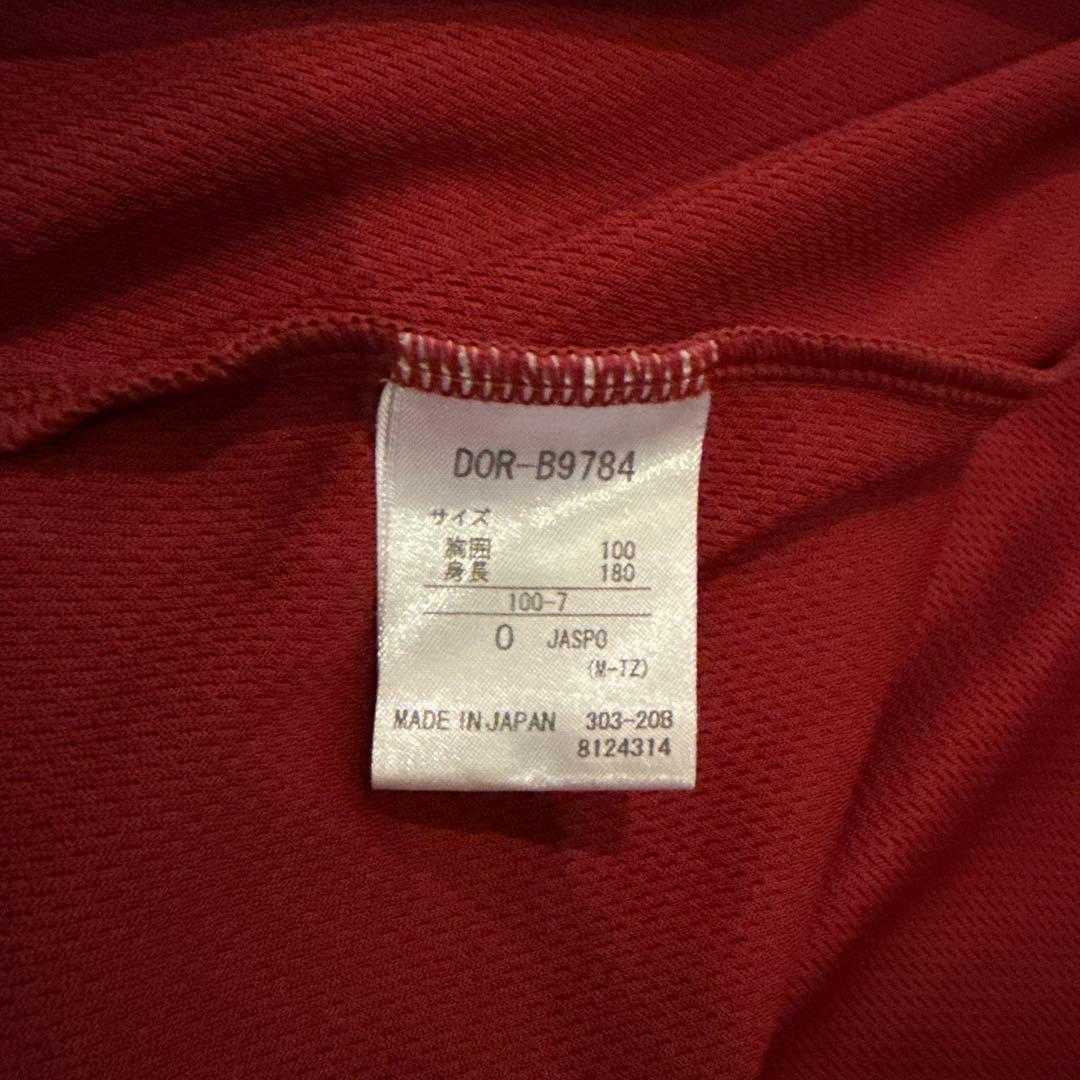 DOR-B9784
サイズ
胸囲 100
身長 180
100-7
O JASPO
(M-TZ)
MADE IN JAPAN 303-208
8124314